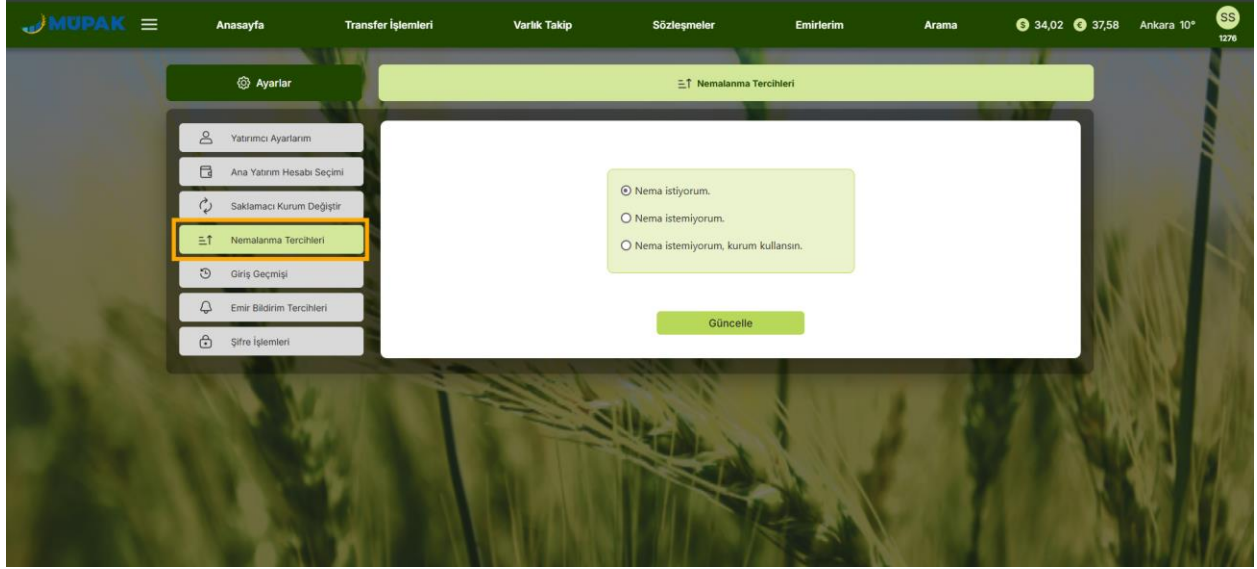 MÜPAK Anasayfa Transfer İşlemleri Varlık Takip Sözleşmeler Emirlerim Arama $ 34,02 € 37,58 Ankara 10° SS
1276
Ayarlar
Nemalanma Tercihleri
Yatırımcı Ayarlarım
Ana Yatırım Hesabı Seçimi
Saklamacı Kurum Değiştir
Nemalanma Tercihleri
Giriş Geçmişi
Emir Bildirim Tercihleri
Şifre İşlemleri
Nema istiyorum.
Nema istemiyorum.
Nema istemiyorum, kurum kullansın.
Güncelle